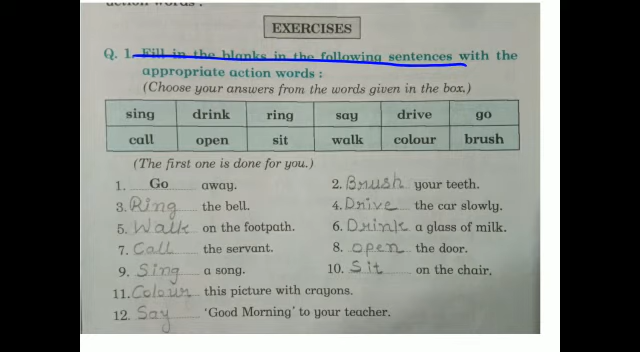 action words .
EXERCISES
Q. 1. Fill in the blanks in the following sentences with the
appropriate action words :
(Choose your answers from the words given in the box.)
sing drink ring say drive go
call open sit walk colour brush
(The first one is done for you.)
1. Go away. 2. Brush your teeth.
3. Ring the bell. 4. Drive the car slowly.
5. Walk on the footpath. 6. Drink a glass of milk.
7. Call the servant. 8. open the door.
9. Sing a song. 10. Sit on the chair.
11. Colour this picture with crayons.
12. Say 'Good Morning' to your teacher.